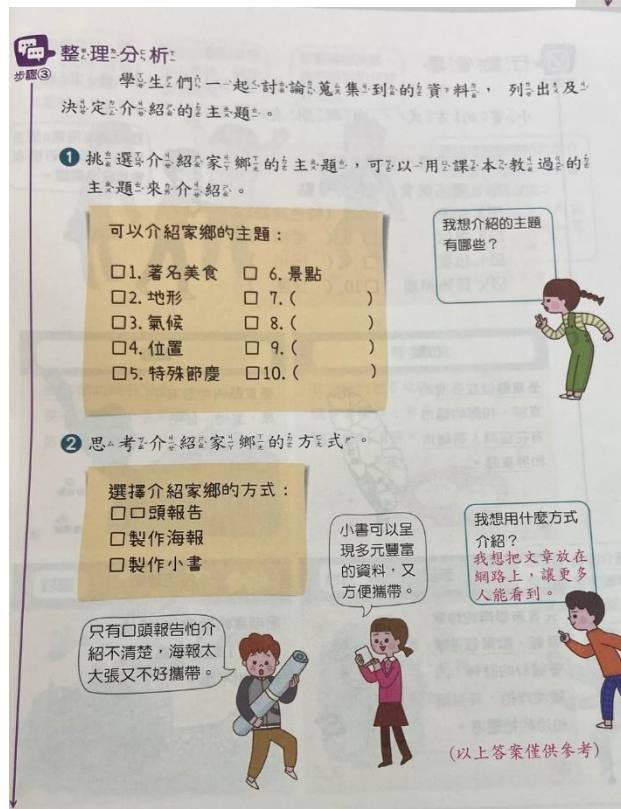 整理分析
步驟③
學生們一起討論蒐集到的資料，列出及
決定介紹的主題。
❶ 挑選介紹家鄉的主題，可以用課本教過的
主題來介紹。
可以介紹家鄉的主題：
□1. 著名美食 □ 6. 景點
□2. 地形 □ 7. ( )
□3. 氣候 □ 8. ( )
□4. 位置 □ 9. ( )
□5. 特殊節慶 □10. ( )
我想介紹的主題
有哪些？
❷ 思考介紹家鄉的方式。
選擇介紹家鄉的方式：
□口頭報告
□製作海報
□製作小書
只有口頭報告怕介
紹不清楚，海報太
大張又不好攜帶。
小書可以呈
現多元豐富
的資料，又
方便攜帶。
我想用什麼方式
介紹？
我想把文章放在
網路上，讓更多
人能看到。
(以上答案僅供參考)